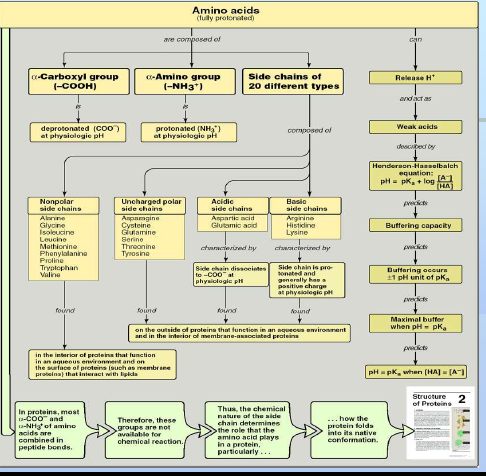 Amino acids
(fully protonated)
are composed of
can
α-Carboxyl group
(–COOH)
α-Amino group
(–NH₃⁺)
Side chains of
20 different types
Release H⁺
is
is
composed of
and act as
deprotonated (COO⁻)
at physiologic pH
protonated (NH₃⁺)
at physiologic pH
Weak acids
described by
Henderson-Hasselbalch
equation:
pH = pKa + log [A⁻]
[HA]
predicts
Nonpolar
side chains
Alanine
Glycine
Isoleucine
Leucine
Methionine
Phenylalanine
Proline
Tryptophan
Valine
Uncharged polar
side chains
Asparagine
Cysteine
Glutamine
Serine
Threonine
Tyrosine
Acidic
side chains
Aspartic acid
Glutamic acid
Basic
side chains
Arginine
Histidine
Lysine
Buffering capacity
predicts
characterized by
characterized by
Side chain dissociates
to –COO⁻ at
physiologic pH
Side chain is pro-
tonated and
generally has a
positive charge
at physiologic pH
Buffering occurs
±1 pH unit of pKa
predicts
found
found
found
found
Maximal buffer
when pH = pKa
predicts
on the outside of proteins that function in an aqueous environment
and in the interior of membrane-associated proteins
in the interior of proteins that function
in an aqueous environment and on
the surface of proteins (such as membrane
proteins) that interact with lipids
pH = pKa when [HA] = [A⁻]
In proteins, most
α-COO⁻ and
α-NH₃⁺ of amino
acids are
combined in
peptide bonds.
Therefore, these
groups are not
available for
chemical reaction.
Thus, the chemical
nature of the side
chain determines
the role that the
amino acid plays
in a protein,
particularly . . .
. . . how the
protein folds
into its native
conformation.
Structure
of Proteins 2